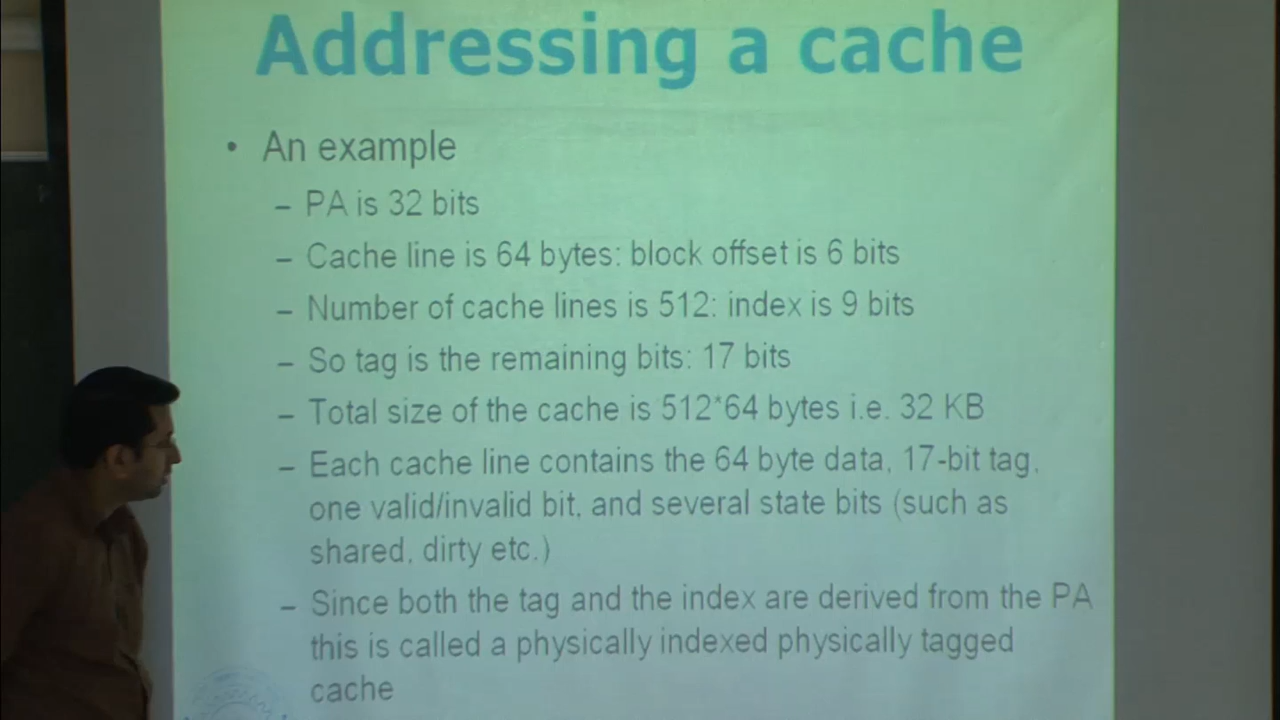 Addressing a cache
• An example
– PA is 32 bits
– Cache line is 64 bytes: block offset is 6 bits
– Number of cache lines is 512: index is 9 bits
– So tag is the remaining bits: 17 bits
– Total size of the cache is 512*64 bytes i.e. 32 KB
– Each cache line contains the 64 byte data, 17-bit tag,
one valid/invalid bit, and several state bits (such as
shared, dirty etc.)
– Since both the tag and the index are derived from the PA
this is called a physically indexed physically tagged
cache